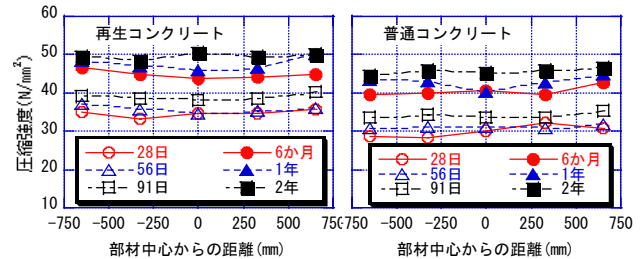 再生コンクリート
普通コンクリート
圧縮強度(N/mm²)
60
50
40
30
20
10
28日
56日
91日
6か月
1年
2年
28日
56日
91日
6か月
1年
2年
-750 -500 -250 0 250 500 750
-500 -250 0 250 500 750
部材中心からの距離(mm)
部材中心からの距離(mm)